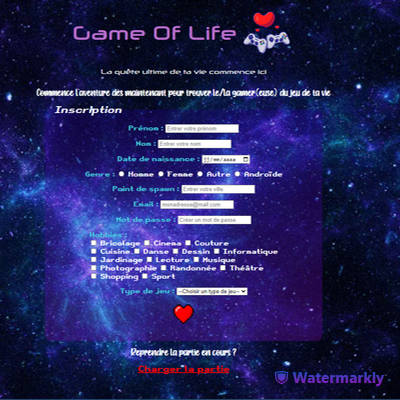 Game Of Life
La quête ultime de ta vie commence ici
Commence l'aventure dès maintenant pour trouver le/la gamer(euse) du jeu de ta vie
Inscription
Prénom : Entrer votre prénom
Nom : Entrer votre nom
Date de naissance : jj/mm/aaaa
Genre : Homme Femme Autre Androïde
Point de spawn : Entrer votre ville
Email : monadresse@mail.com
Mot de passe : Créer un mot de passe
Hobbies :
Bricolage Cinema Couture
Cuisine Danse Dessin Informatique
Jardinage Lecture Musique
Photographie Randonnée Théâtre
Shopping Sport
Type de jeu : --Choisir un type de jeu--
Reprendre la partie en cours ?
Charger la partie
Watermarkly